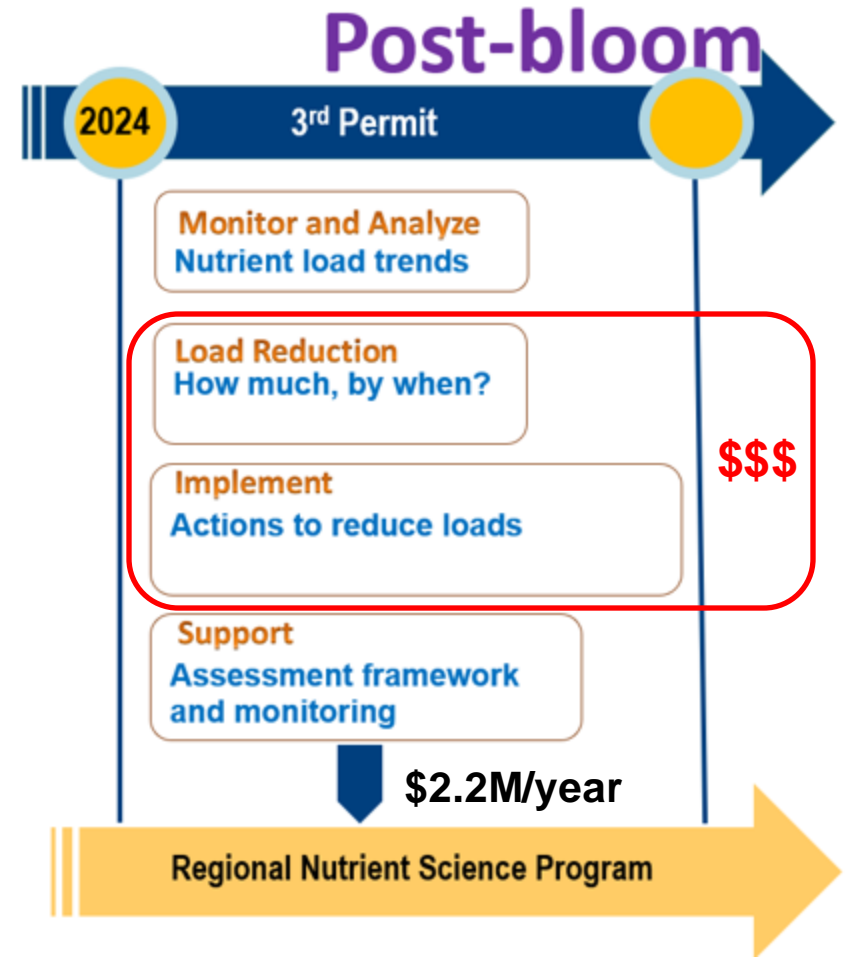 Post-bloom
2024
3rd Permit
Monitor and Analyze
Nutrient load trends
Load Reduction
How much, by when?
$$$
Implement
Actions to reduce loads
Support
Assessment framework
and monitoring
$2.2M/year
Regional Nutrient Science Program